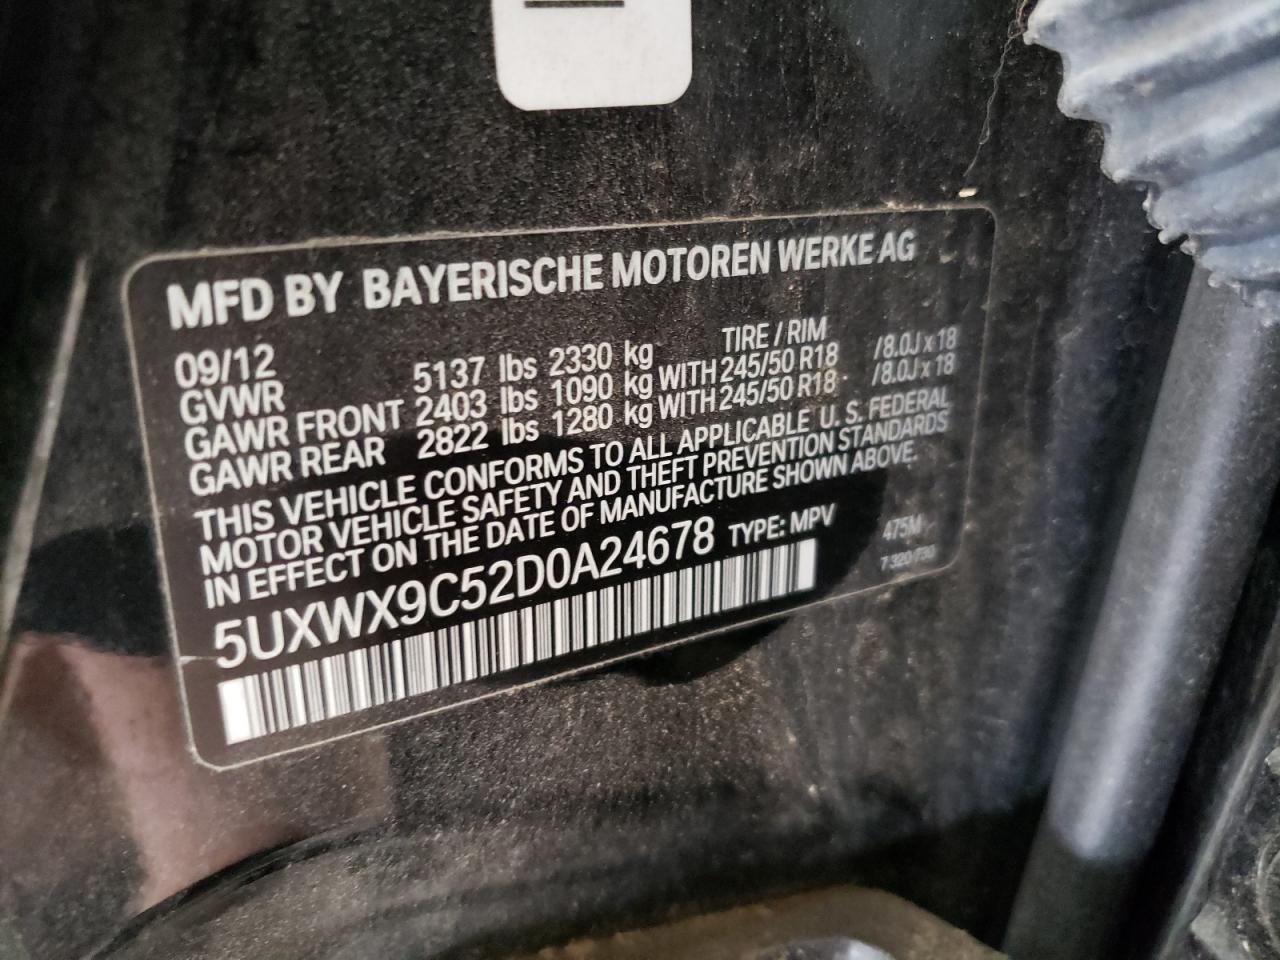 MFD BY BAYERISCHE MOTOREN WERKE AG
09/12 TIRE / RIM
GVWR 5137 lbs 2330 kg
GAWR FRONT 2403 lbs 1090 kg WITH 245/50 R18 /8.0J x 18
GAWR REAR 2822 lbs 1280 kg WITH 245/50 R18 /8.0J x 18
THIS VEHICLE CONFORMS TO ALL APPLICABLE U. S. FEDERAL
MOTOR VEHICLE SAFETY AND THEFT PREVENTION STANDARDS
IN EFFECT ON THE DATE OF MANUFACTURE SHOWN ABOVE.
5UXWX9C52D0A24678 TYPE: MPV 475M
7 320 730